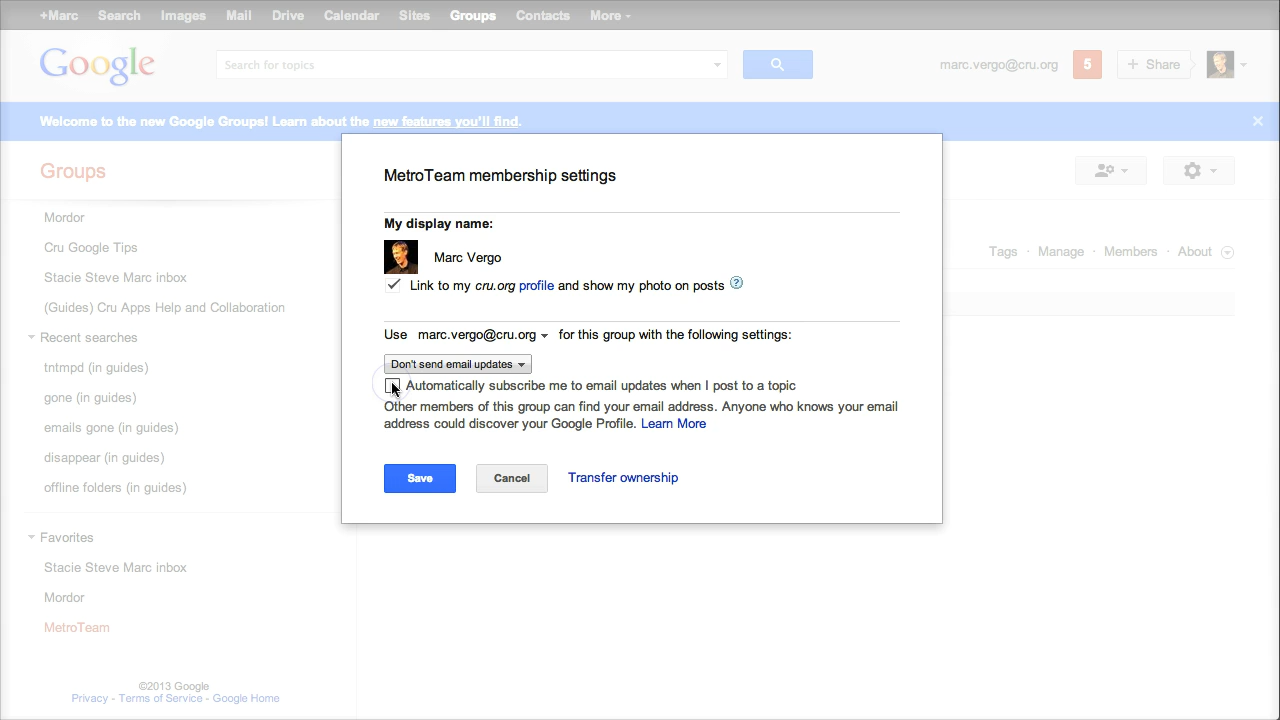 +Marc Search Images Mail Drive Calendar Sites Groups Contacts More
Google
Search for topics
marc.vergo@cru.org
5
+ Share
Welcome to the new Google Groups! Learn about the new features you'll find.
Groups
Mordor
Cru Google Tips
Stacie Steve Marc inbox
(Guides) Cru Apps Help and Collaboration
Recent searches
tntmpd (in guides)
gone (in guides)
emails gone (in guides)
disappear (in guides)
offline folders (in guides)
Favorites
Stacie Steve Marc inbox
Mordor
MetroTeam
©2013 Google
Privacy - Terms of Service - Google Home
Tags · Manage · Members · About
MetroTeam membership settings
My display name:
Marc Vergo
Link to my cru.org profile and show my photo on posts ?
Use marc.vergo@cru.org for this group with the following settings:
Don't send email updates
Automatically subscribe me to email updates when I post to a topic
Other members of this group can find your email address. Anyone who knows your email
address could discover your Google Profile. Learn More
Save Cancel Transfer ownership